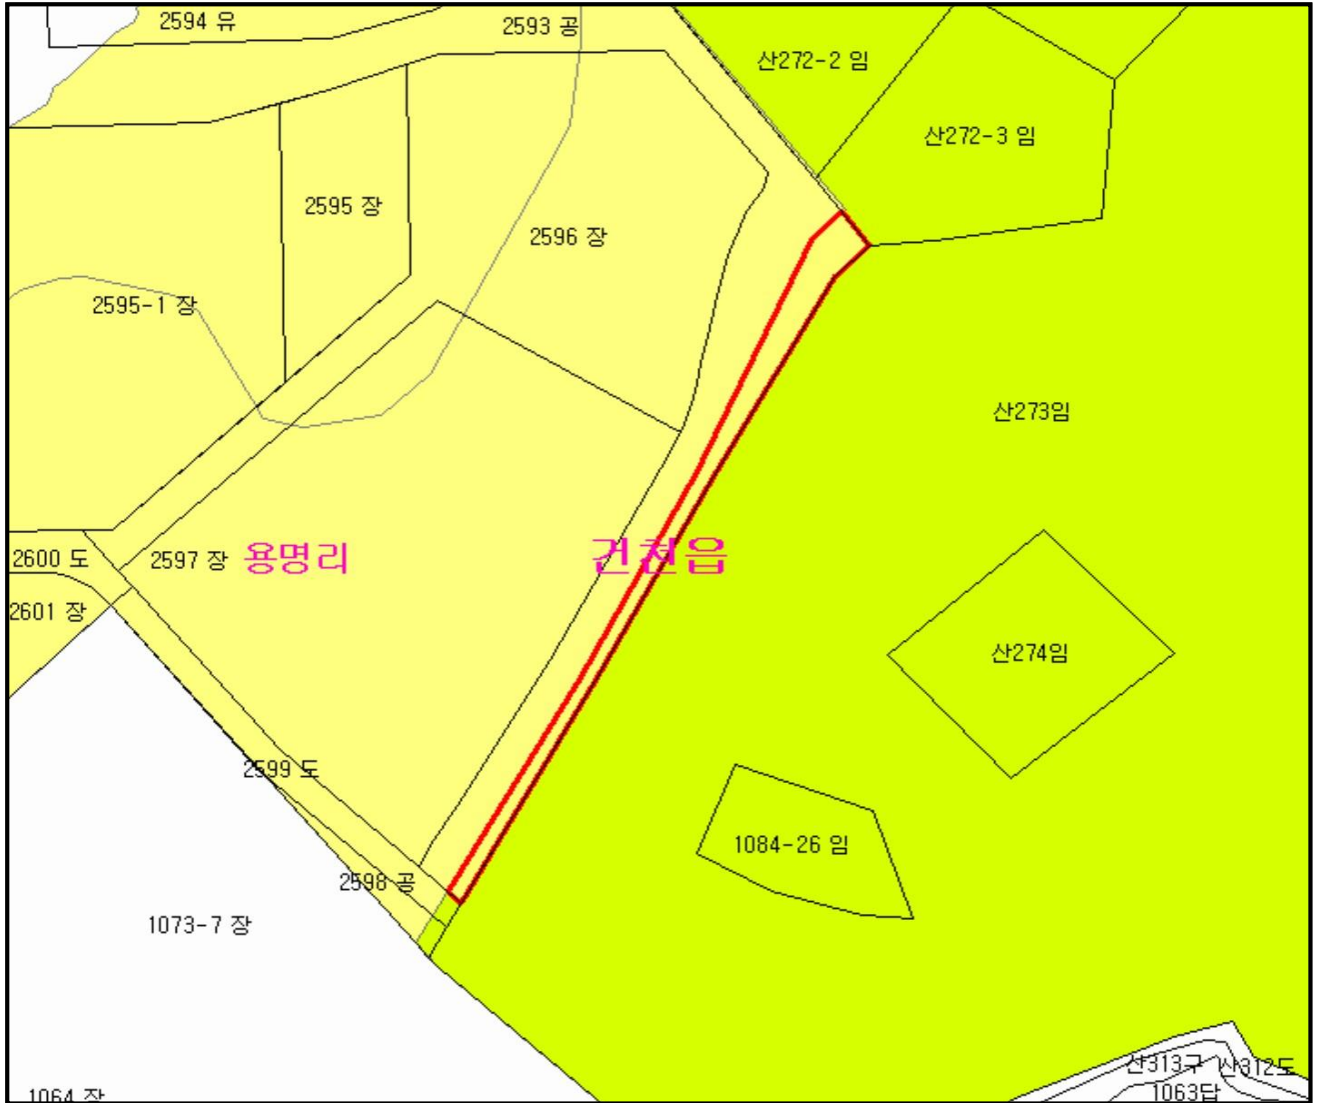 2594 유
2593 공
산272-2 임
산272-3 임
2595 장
2596 장
2595-1 장
산273임
2600 도
2597 장
용명리
건천읍
2601 장
산274임
2599 도
1084-26 임
2598 공
1073-7 장
산313구
산312도
1063답
1064 장